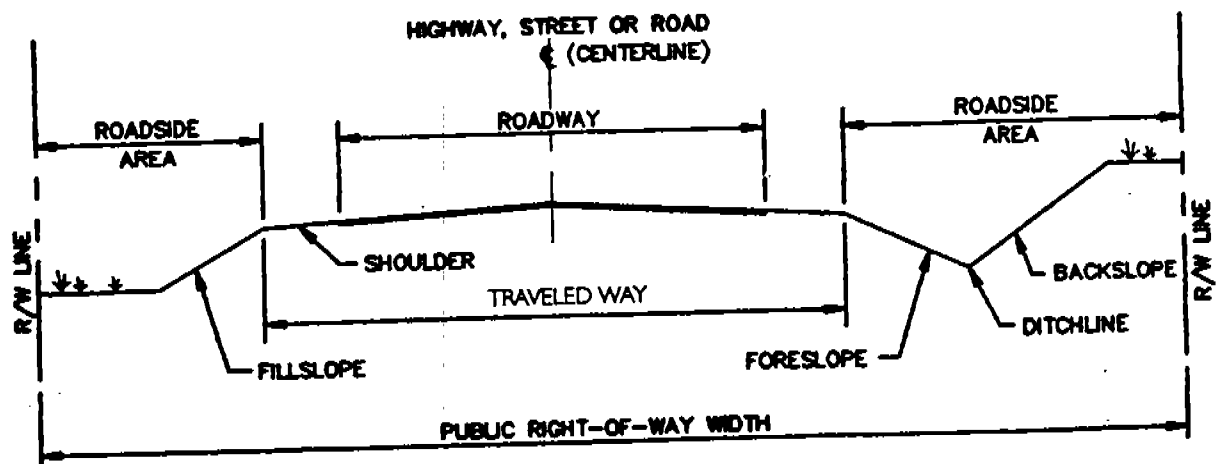 HIGHWAY, STREET OR ROAD
℄ (CENTERLINE)
ROADSIDE
AREA
ROADWAY
ROADSIDE
AREA
R/W LINE
SHOULDER
TRAVELED WAY
FILLSLOPE
FORESLOPE
BACKSLOPE
DITCHLINE
R/W LINE
PUBLIC RIGHT-OF-WAY WIDTH